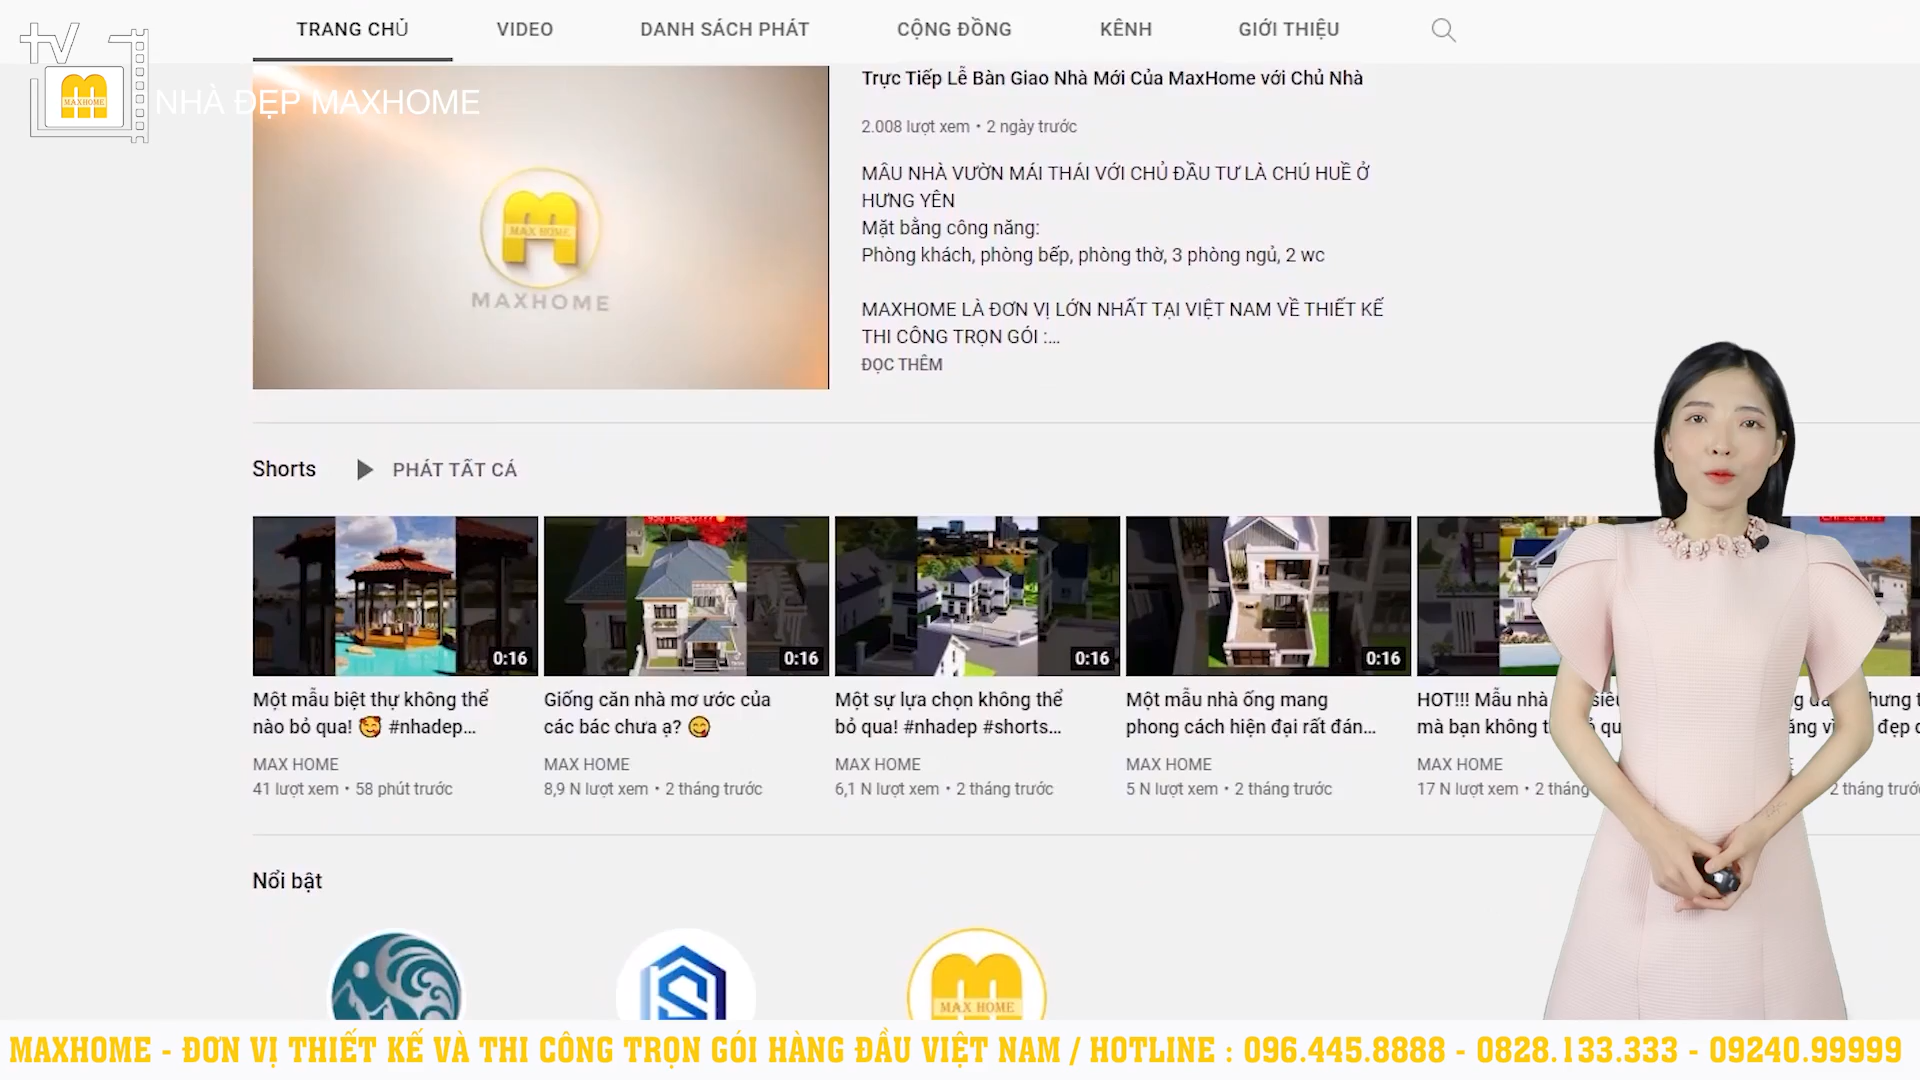 TRANG CHỦ
VIDEO
DANH SÁCH PHÁT
CỘNG ĐỒNG
KÊNH
GIỚI THIỆU
tv
MAXHOME
NHÀ ĐẸP MAXHOME
MAX HOME
MAXHOME
Trực Tiếp Lễ Bàn Giao Nhà Mới Của MaxHome với Chủ Nhà
2.008 lượt xem • 2 ngày trước
MẪU NHÀ VƯỜN MÁI THÁI VỚI CHỦ ĐẦU TƯ LÀ CHÚ HUỀ Ở
HƯNG YÊN
Mặt bằng công năng:
Phòng khách, phòng bếp, phòng thờ, 3 phòng ngủ, 2 wc
MAXHOME LÀ ĐƠN VỊ LỚN NHẤT TẠI VIỆT NAM VỀ THIẾT KẾ
THI CÔNG TRỌN GÓI :...
ĐỌC THÊM
Shorts
PHÁT TẤT CẢ
0:16
0:16
0:16
0:16
Một mẫu biệt thự không thể
nào bỏ qua! 🥰 #nhadep...
MAX HOME
41 lượt xem • 58 phút trước
Giống căn nhà mơ ước của
các bác chưa ạ? 😋
MAX HOME
8,9 N lượt xem • 2 tháng trước
Một sự lựa chọn không thể
bỏ qua! #nhadep #shorts...
MAX HOME
6,1 N lượt xem • 2 tháng trước
Một mẫu nhà ống mang
phong cách hiện đại rất đán...
MAX HOME
5 N lượt xem • 2 tháng trước
HOT!!! Mẫu nhà
mà bạn không
MAX HOME
17 N lượt xem • 2 tháng
đẹp
2 tháng trước
Nổi bật
MAX HOME
MAXHOME - ĐƠN VỊ THIẾT KẾ VÀ THI CÔNG TRỌN GÓI HÀNG ĐẦU VIỆT NAM / HOTLINE : 096.445.8888 - 0828.133.333 - 09240.99999